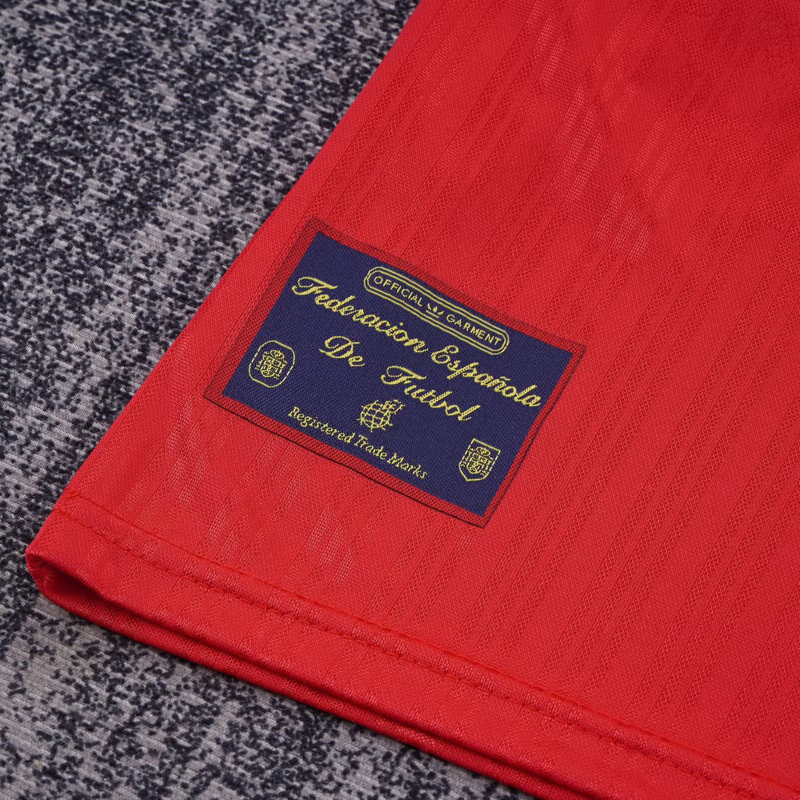 OFFICIAL GARMENT
Federacion Española
De Futbol
Registered Trade Marks